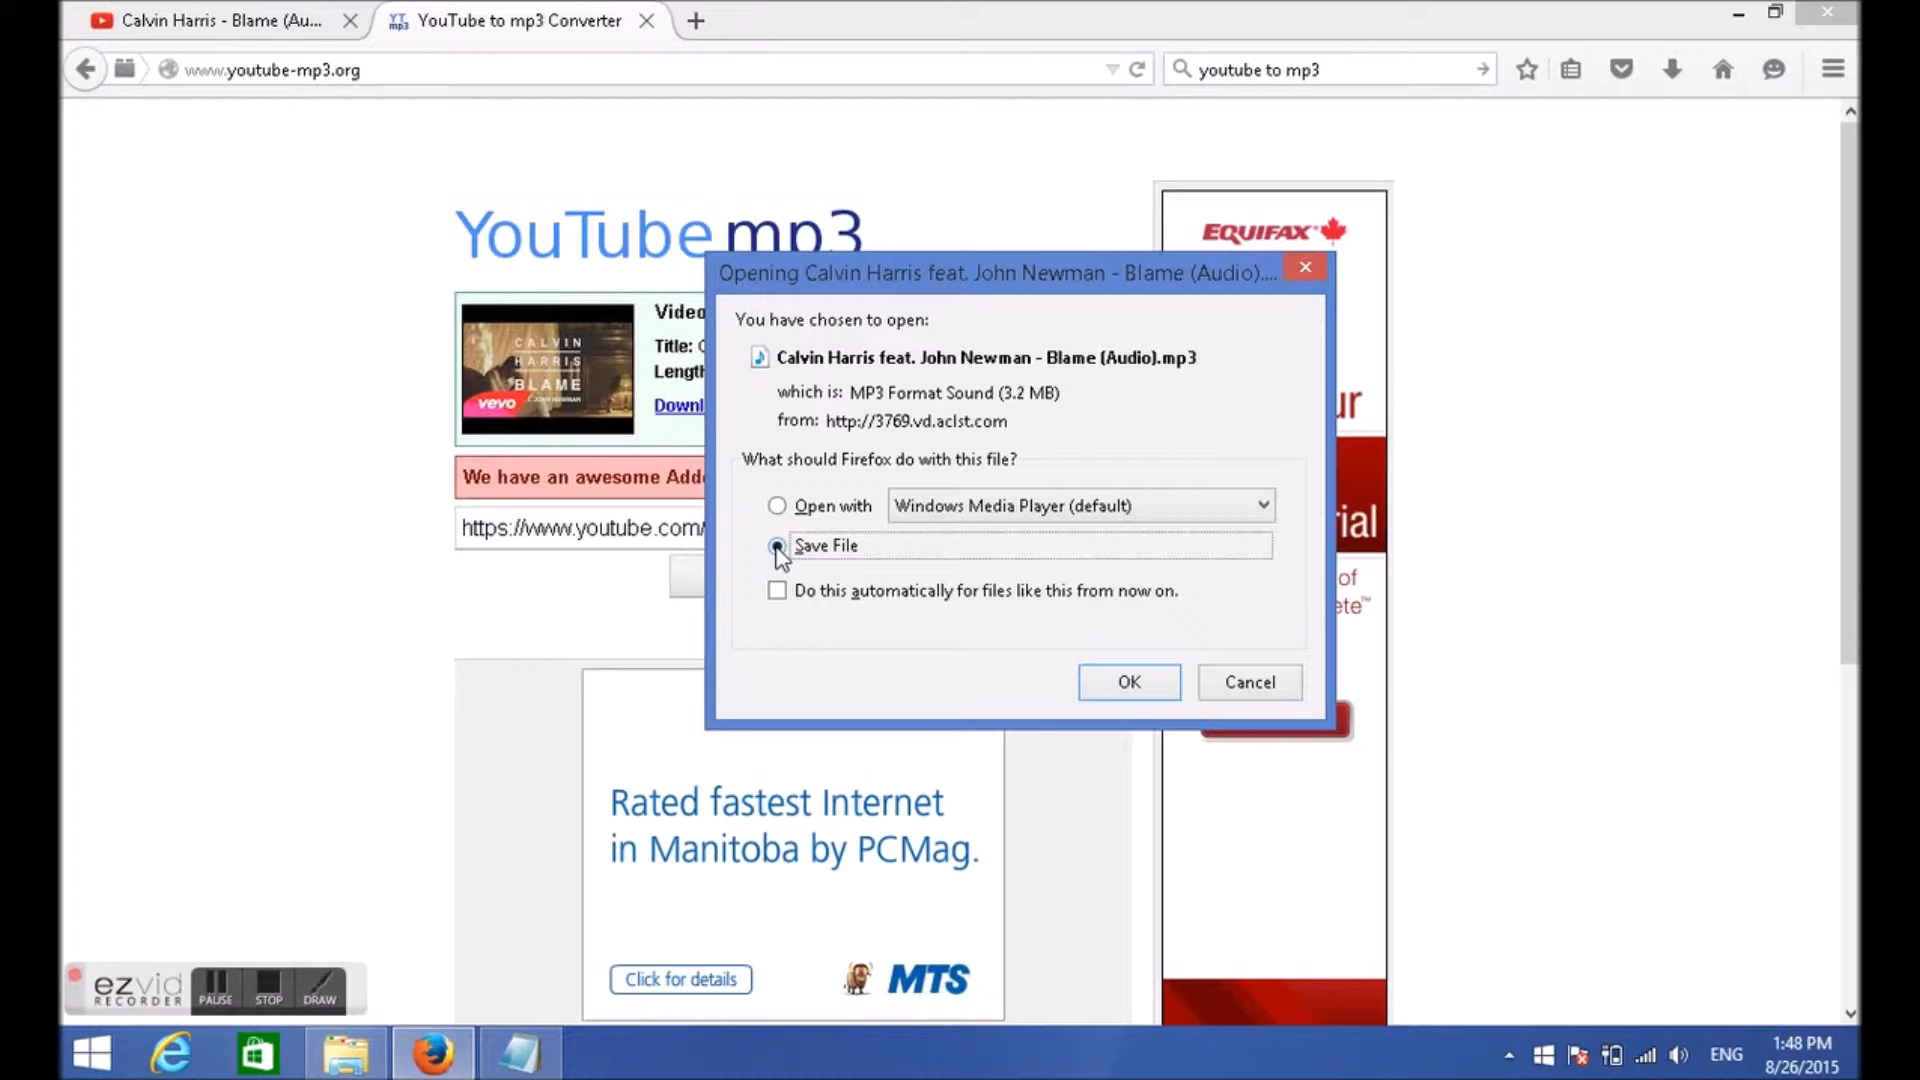 Calvin Harris - Blame (Au...
YT mp3 YouTube to mp3 Converter
www.youtube-mp3.org
youtube to mp3
YouTube mp3
EQUIFAX
Opening Calvin Harris feat. John Newman - Blame (Audio)....
You have chosen to open:
Calvin Harris feat. John Newman - Blame (Audio).mp3
which is: MP3 Format Sound (3.2 MB)
from: http://3769.vd.aclst.com
What should Firefox do with this file?
Open with Windows Media Player (default)
Save File
Do this automatically for files like this from now on.
OK Cancel
CALVIN
HARRIS
BLAME
vevo
Video
Title: C
Length
Downl
We have an awesome Add
https://www.youtube.com/
ur
ial
of
ete™
Rated fastest Internet
in Manitoba by PCMag.
Click for details
MTS
ezvid
RECORDER
PAUSE STOP DRAW
ENG
1:48 PM
8/26/2015